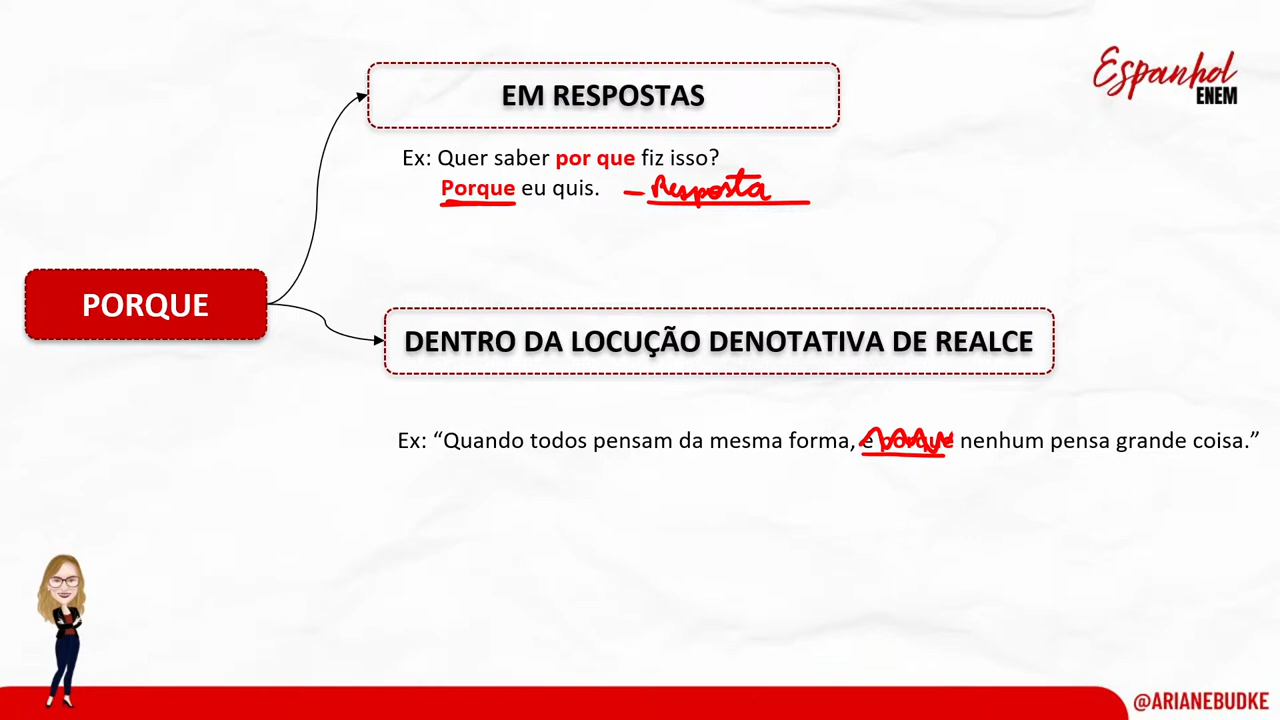 Espanhol
ENEM
EM RESPOSTAS
Ex: Quer saber por que fiz isso?
Porque eu quis. – Resposta
PORQUE
DENTRO DA LOCUÇÃO DENOTATIVA DE REALCE
Ex: “Quando todos pensam da mesma forma, é porque nenhum pensa grande coisa.”
@ARIANEBUDKE